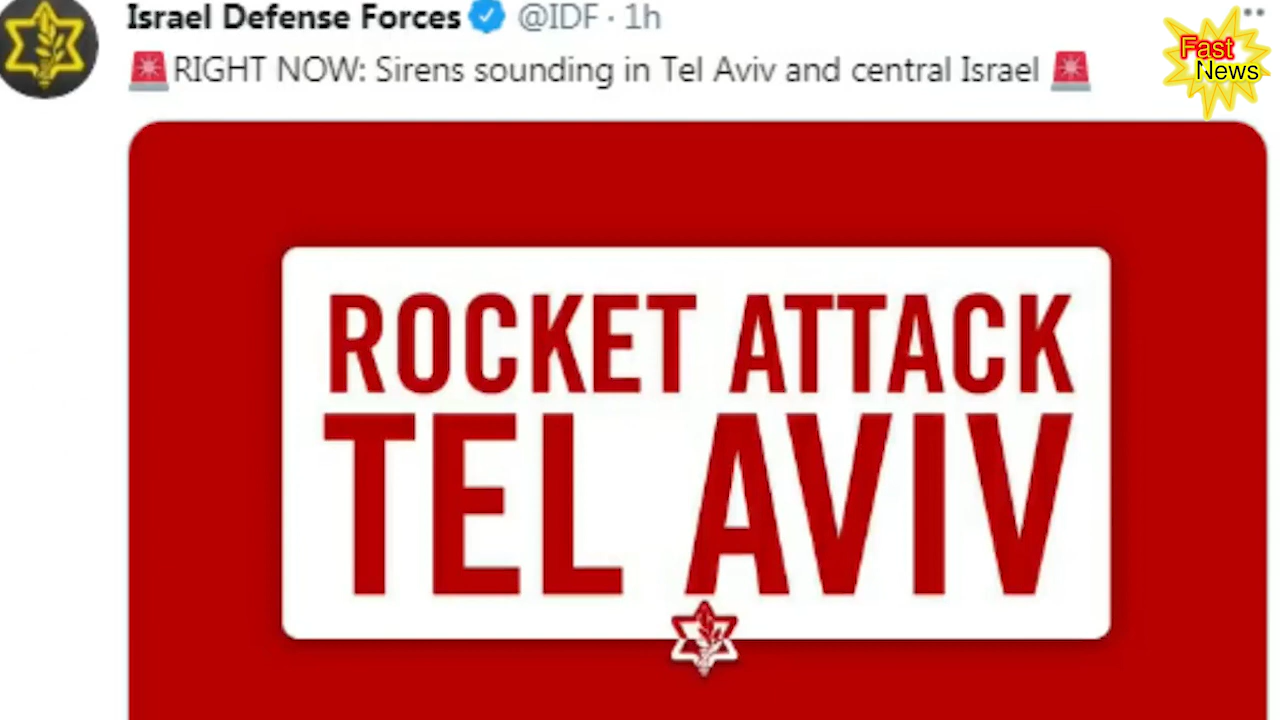 Israel Defense Forces @IDF · 1h
🚨RIGHT NOW: Sirens sounding in Tel Aviv and central Israel 🚨
Fast
News
ROCKET ATTACK
TEL AVIV